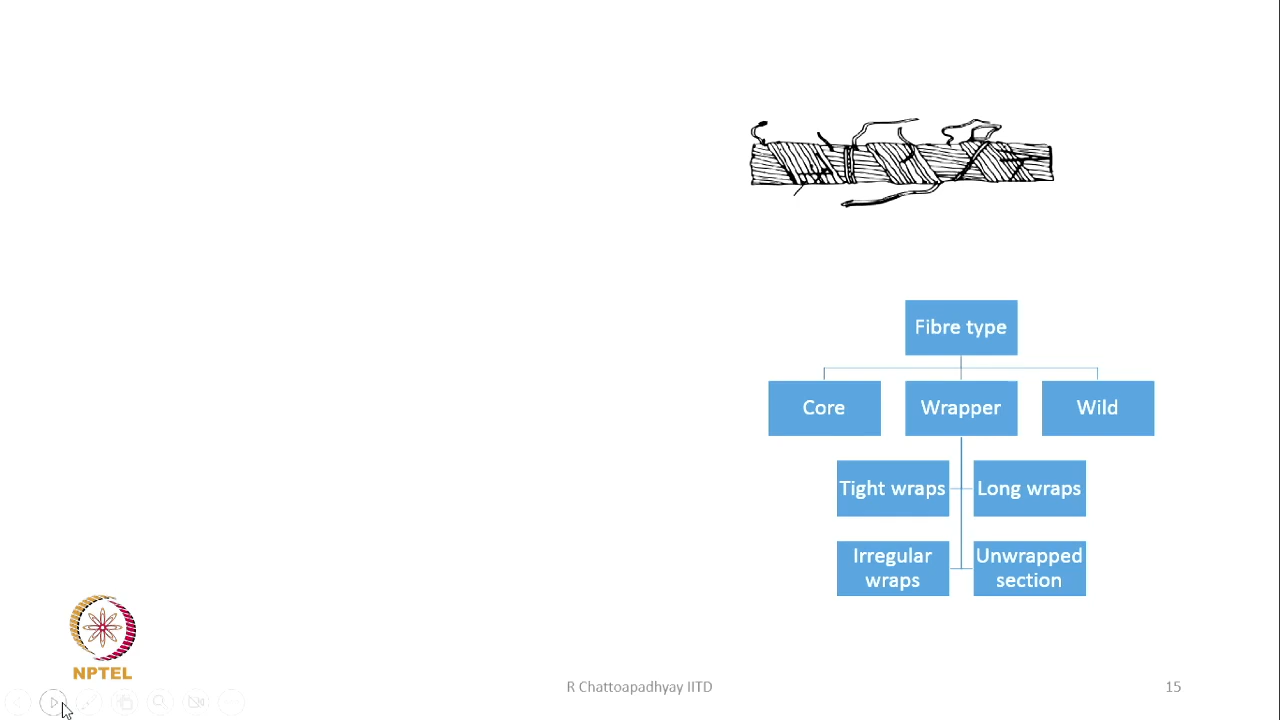 Fibre type
Core
Wrapper
Wild
Tight wraps
Long wraps
Irregular
wraps
Unwrapped
section
NPTEL
R Chattoapadhyay IITD
15